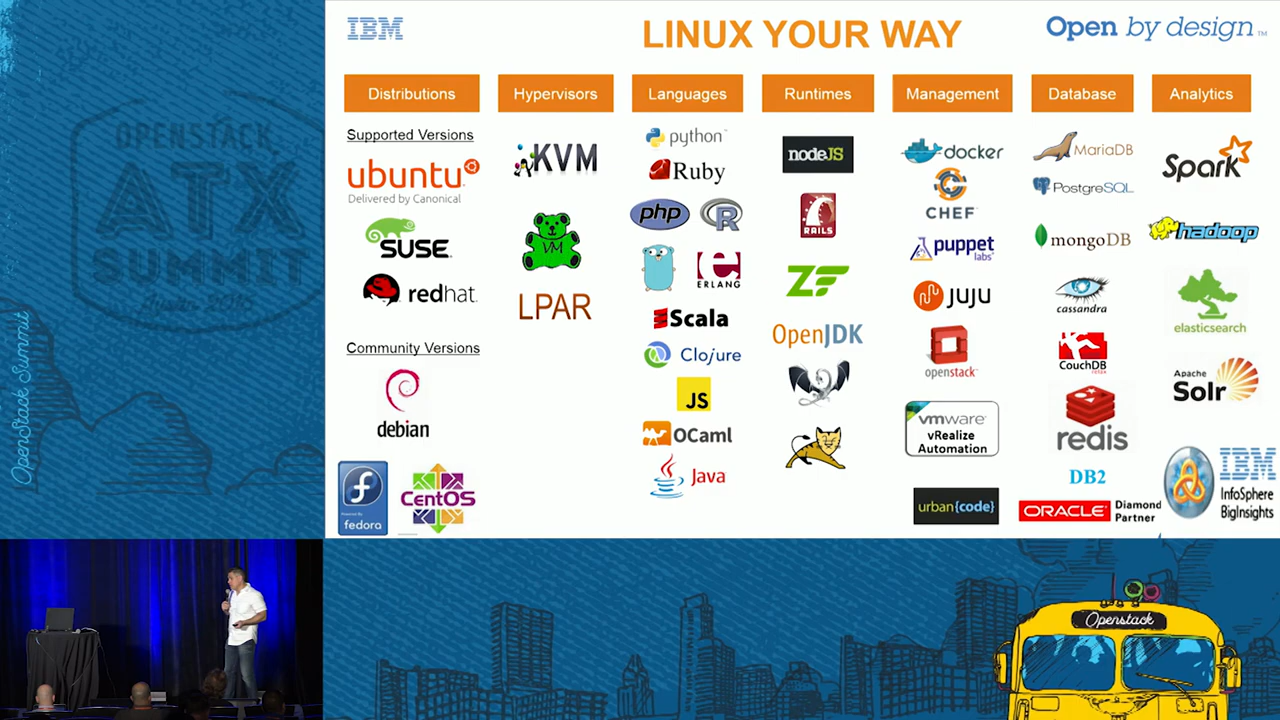 IBM
LINUX YOUR WAY
Open by design™
Distributions
Hypervisors
Languages
Runtimes
Management
Database
Analytics
Supported Versions
ubuntu
Delivered by Canonical
SUSE
redhat
Community Versions
debian
fedora
CentOS
KVM
VM
LPAR
python™
Ruby
php
R
e
ERLANG
Scala
Clojure
JS
OCaml
Java
nodeJS
RAILS
ZF
OpenJDK
docker
CHEF
puppet
labs
juju
openstack
vmware
vRealize
Automation
urban{code}
MariaDB
PostgreSQL
mongoDB
cassandra
CouchDB
redis
DB2
ORACLE
Diamond
Partner
Spark
hadoop
elasticsearch
Apache
Solr
IBM
InfoSphere
BigInsights
OPENSTACK
ATX
SUMMIT
OpenStack Summit
Openstack